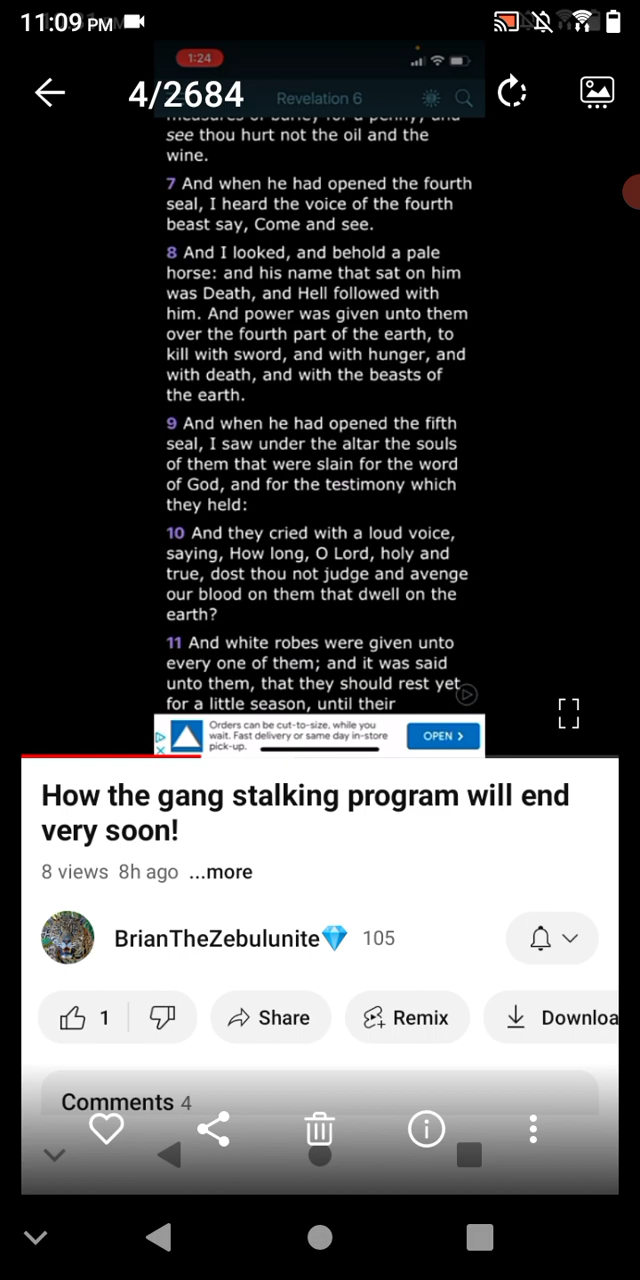 11:09 PM
1:24
4/2684
Revelation 6
measures of barley for a penny; and
see thou hurt not the oil and the
wine.
7 And when he had opened the fourth
seal, I heard the voice of the fourth
beast say, Come and see.
8 And I looked, and behold a pale
horse: and his name that sat on him
was Death, and Hell followed with
him. And power was given unto them
over the fourth part of the earth, to
kill with sword, and with hunger, and
with death, and with the beasts of
the earth.
9 And when he had opened the fifth
seal, I saw under the altar the souls
of them that were slain for the word
of God, and for the testimony which
they held:
10 And they cried with a loud voice,
saying, How long, O Lord, holy and
true, dost thou not judge and avenge
our blood on them that dwell on the
earth?
11 And white robes were given unto
every one of them; and it was said
unto them, that they should rest yet
for a little season, until their
Orders can be cut-to-size, while you
wait. Fast delivery or same day in-store
pick-up.
OPEN
How the gang stalking program will end
very soon!
8 views 8h ago ...more
BrianTheZebulunite💎 105
1 Share Remix Downloa
Comments 4